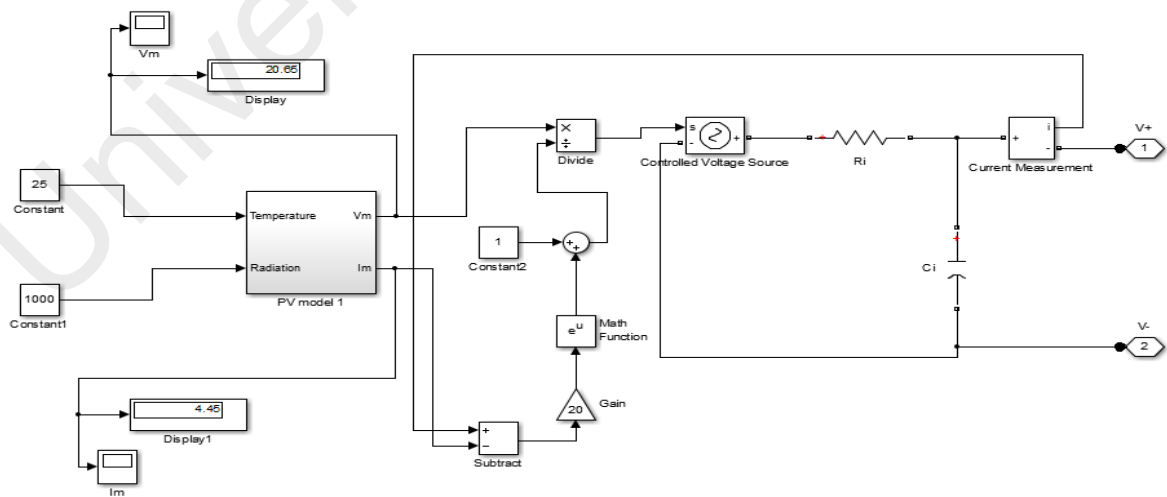 Univer
Vm
20.65
Display
25
Constant
1000
Constant1
Temperature
Radiation
Vm
Im
PV model 1
4.45
Display1
Im
1
Constant2
×
÷
Divide
+
+
e^u
Math
Function
20
Gain
+
−
Subtract
s
-
+
Controlled Voltage Source
+
Ri
+
Ci
+
i
-
Current Measurement
V+
1
V-
2